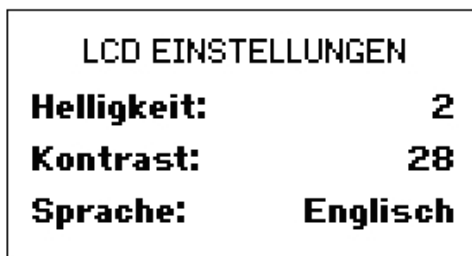 LCD EINSTELLUNGEN
Helligkeit: 2
Kontrast: 28
Sprache: Englisch